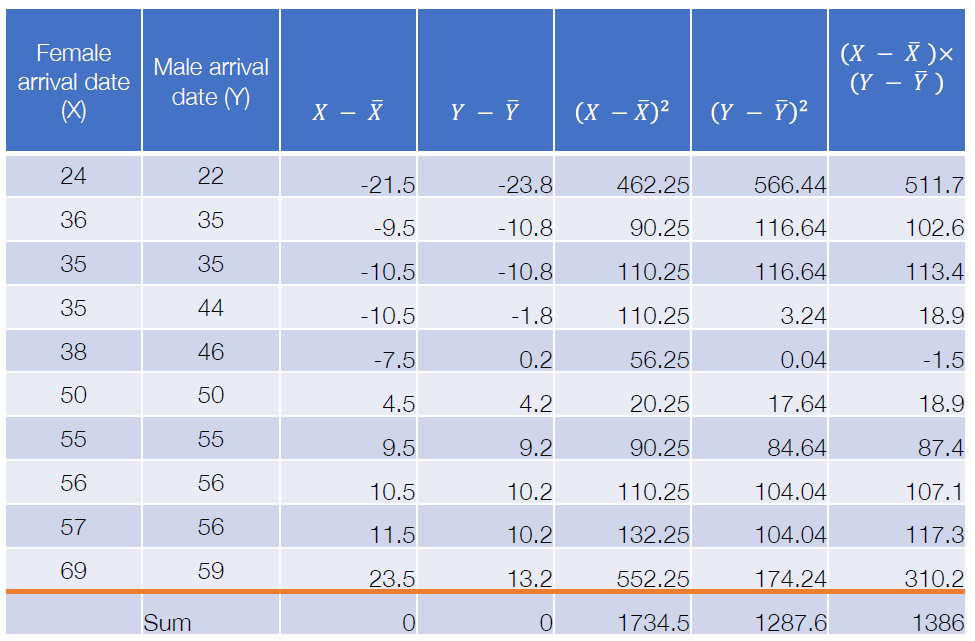 Female arrival date (X) | Male arrival date (Y) | X − X̄ | Y − Ȳ | (X − X̄)² | (Y − Ȳ)² | (X − X̄)× (Y − Ȳ)
24 | 22 | -21.5 | -23.8 | 462.25 | 566.44 | 511.7
36 | 35 | -9.5 | -10.8 | 90.25 | 116.64 | 102.6
35 | 35 | -10.5 | -10.8 | 110.25 | 116.64 | 113.4
35 | 44 | -10.5 | -1.8 | 110.25 | 3.24 | 18.9
38 | 46 | -7.5 | 0.2 | 56.25 | 0.04 | -1.5
50 | 50 | 4.5 | 4.2 | 20.25 | 17.64 | 18.9
55 | 55 | 9.5 | 9.2 | 90.25 | 84.64 | 87.4
56 | 56 | 10.5 | 10.2 | 110.25 | 104.04 | 107.1
57 | 56 | 11.5 | 10.2 | 132.25 | 104.04 | 117.3
69 | 59 | 23.5 | 13.2 | 552.25 | 174.24 | 310.2
Sum | 0 | 0 | 1734.5 | 1287.6 | 1386